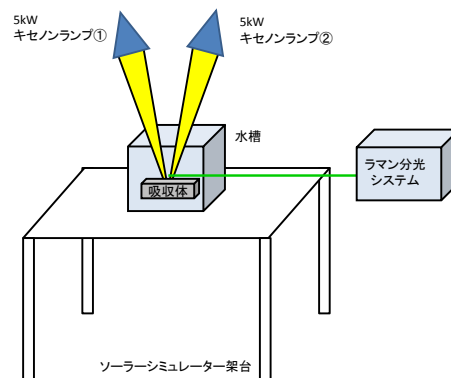 5kW
キセノンランプ①
5kW
キセノンランプ②
水槽
ラマン分光
システム
吸収体
ソーラーシミュレーター架台